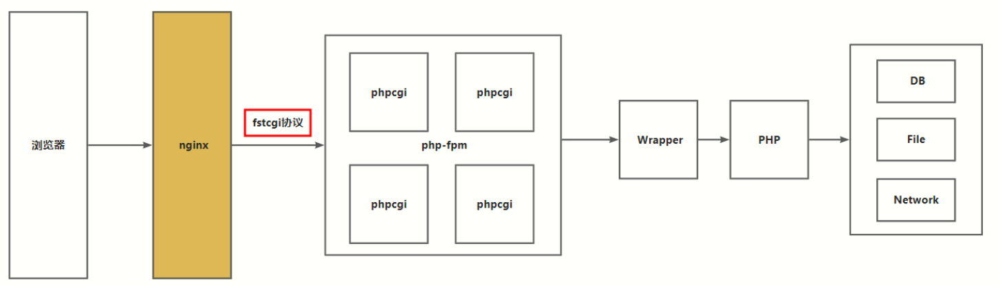 浏览器
nginx
fstcgi协议
phpcgi
phpcgi
php-fpm
phpcgi
phpcgi
Wrapper
PHP
DB
File
Network